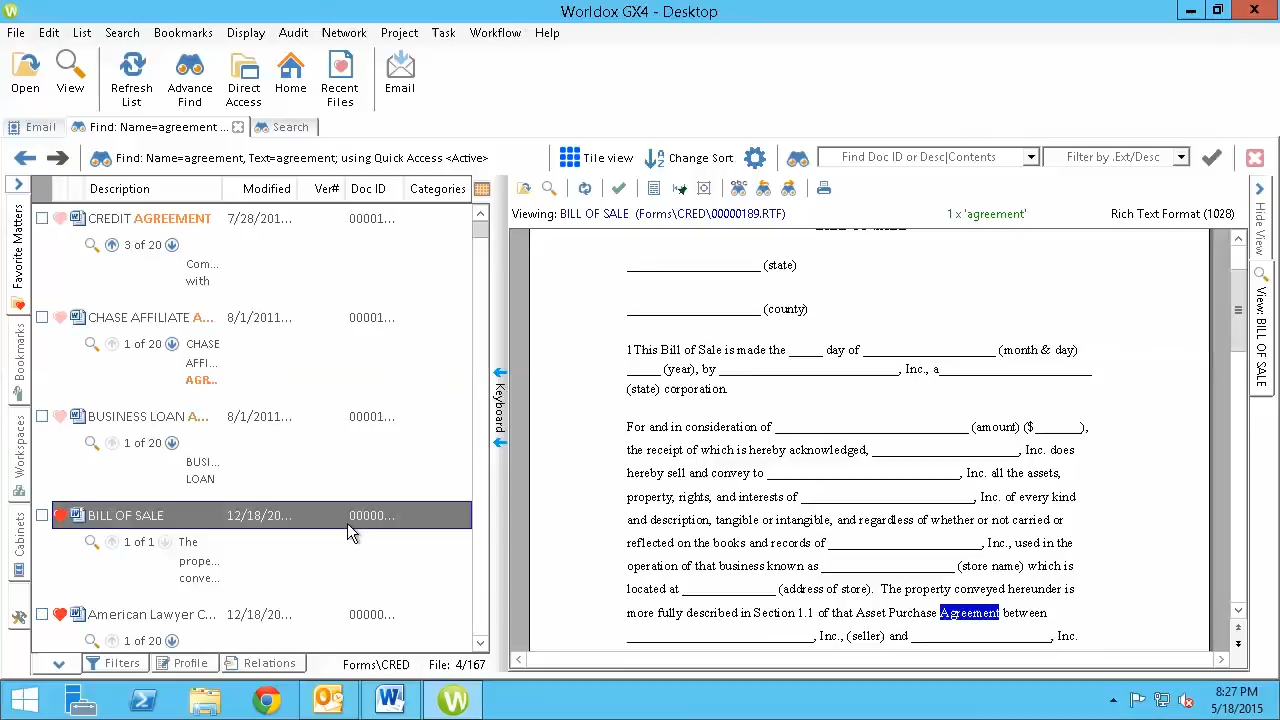 Worldox GX4 - Desktop
File Edit List Search Bookmarks Display Audit Network Project Task Workflow Help
Open View Refresh List Advance Find Direct Access Home Recent Files Email
Email Find: Name=agreement ... Search
Find: Name=agreement, Text=agreement; using Quick Access <Active>
Tile view Change Sort Find Doc ID or Desc|Contents Filter by .Ext/Desc
Description Modified Ver# Doc ID Categories
CREDIT AGREEMENT 7/28/201... 00001...
3 of 20
Com...
with
CHASE AFFILIATE A... 8/1/2011... 00001...
1 of 20 CHASE
AFFI...
AGR...
BUSINESS LOAN A... 8/1/2011... 00001...
1 of 20
BUSI...
LOAN
BILL OF SALE 12/18/20... 00000...
1 of 1 The
prope...
conve...
American Lawyer C... 12/18/20... 00000...
1 of 20
Filters Profile Relations Forms\CRED File: 4/167
Favorite Matters
Bookmarks
Workspaces
Cabinets
Keyboard
Viewing: BILL OF SALE (Forms\CRED\00000189.RTF) 1 x 'agreement' Rich Text Format (1028)
(state)
(county)
1This Bill of Sale is made the _____ day of ____________________ (month & day)
_____ (year), by ___________________________, Inc., a_______________________
(state) corporation.
For and in consideration of _____________________________ (amount) ($_______),
the receipt of which is hereby acknowledged, ______________________, Inc. does
hereby sell and convey to _____________________________, Inc. all the assets,
property, rights, and interests of __________________________, Inc. of every kind
and description, tangible or intangible, and regardless of whether or not carried or
reflected on the books and records of _______________________, Inc., used in the
operation of that business known as ____________________ (store name) which is
located at ______________ (address of store). The property conveyed hereunder is
more fully described in Section 1.1 of that Asset Purchase Agreement between
____________________________, Inc., (seller) and _____________________, Inc.
Hide View
View: BILL OF SALE
8:27 PM
5/18/2015